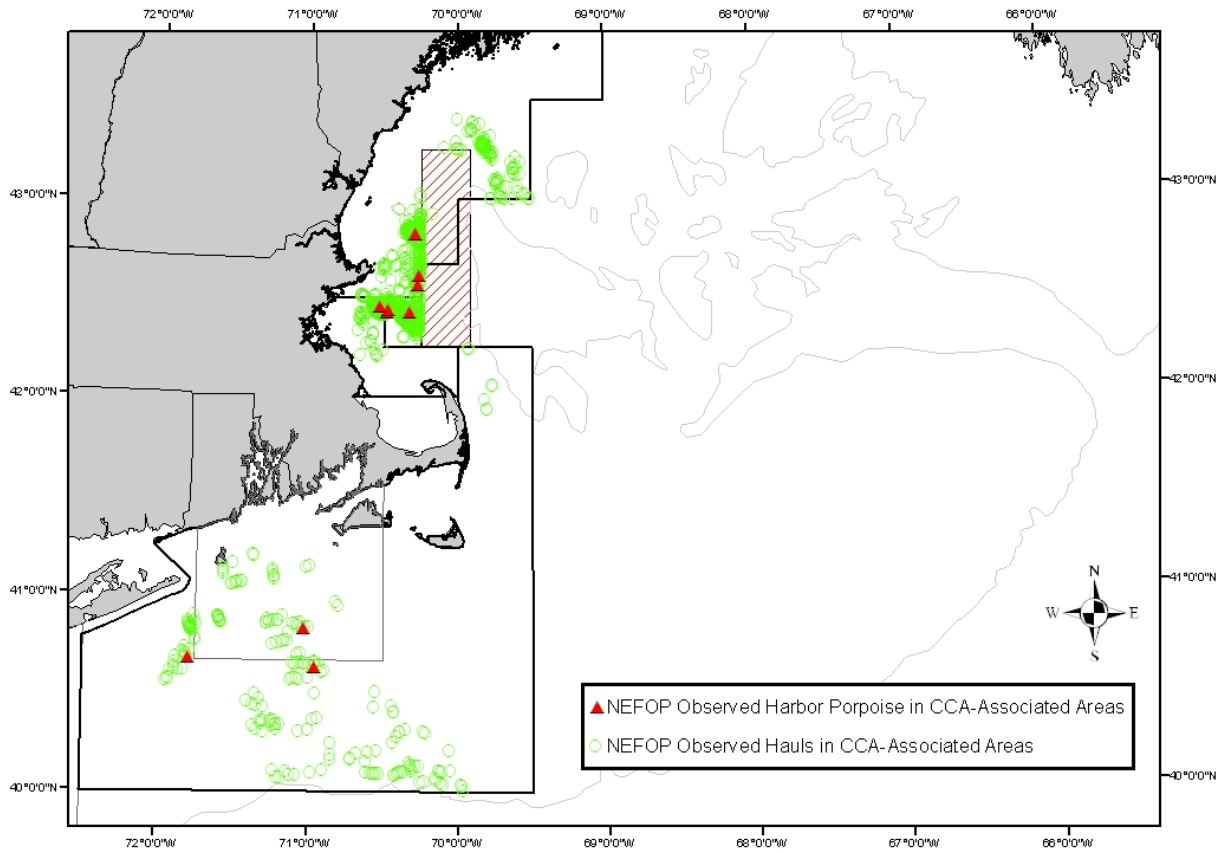 72°0'0"W 71°0'0"W 70°0'0"W 69°0'0"W 68°0'0"W 67°0'0"W 66°0'0"W
43°0'0"N 43°0'0"N
42°0'0"N 42°0'0"N
41°0'0"N 41°0'0"N
N
W E
S
NEFOP Observed Harbor Porpoise in CCA-Associated Areas
NEFOP Observed Hauls in CCA-Associated Areas
40°0'0"N 40°0'0"N
72°0'0"W 71°0'0"W 70°0'0"W 69°0'0"W 68°0'0"W 67°0'0"W 66°0'0"W